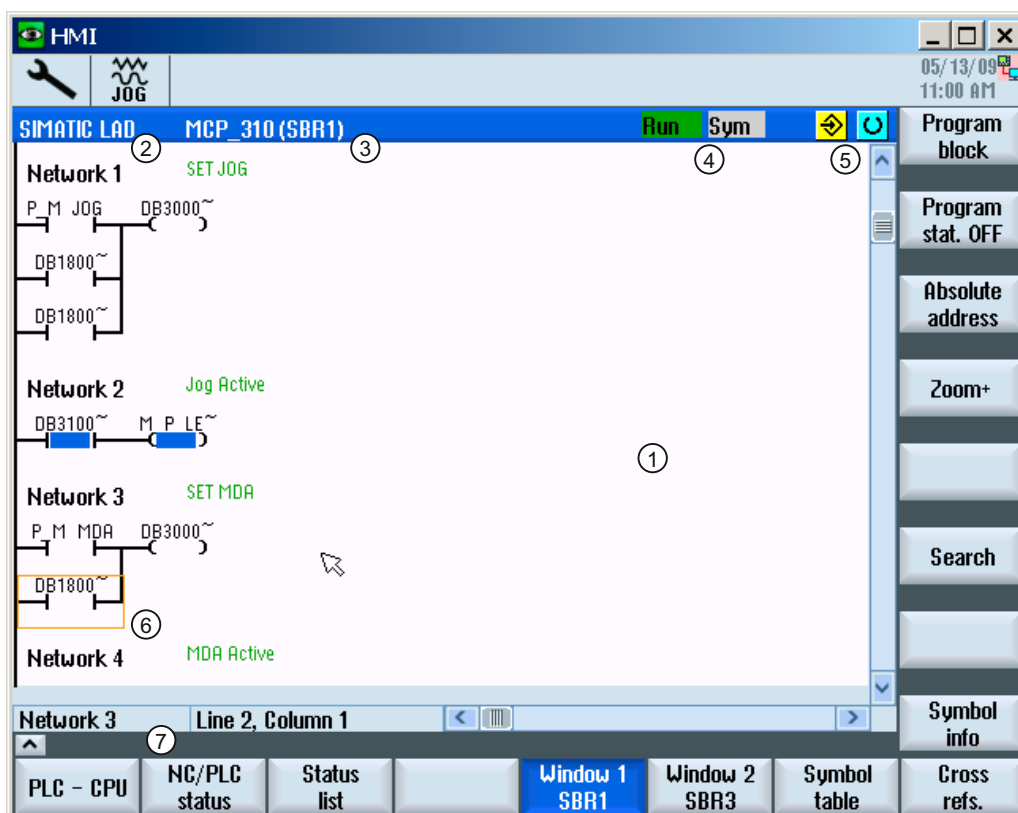 HMI
JOG
05/13/09
11:00 AM
SIMATIC LAD MCP_310 (SBR1) Run Sym
2
3
4
5
Program
block
Network 1 SET JOG
P_M JOG DB3000~
DB1800~
DB1800~
Program
stat. OFF
Absolute
address
Network 2 Jog Active
DB3100~ M_P_LE~
Zoom+
1
Network 3 SET MDA
P_M MDA DB3000~
DB1800~
Search
6
Network 4 MDA Active
Network 3 Line 2, Column 1
7
Symbol
info
PLC - CPU
NC/PLC
status
Status
list
Window 1
SBR1
Window 2
SBR3
Symbol
table
Cross
refs.